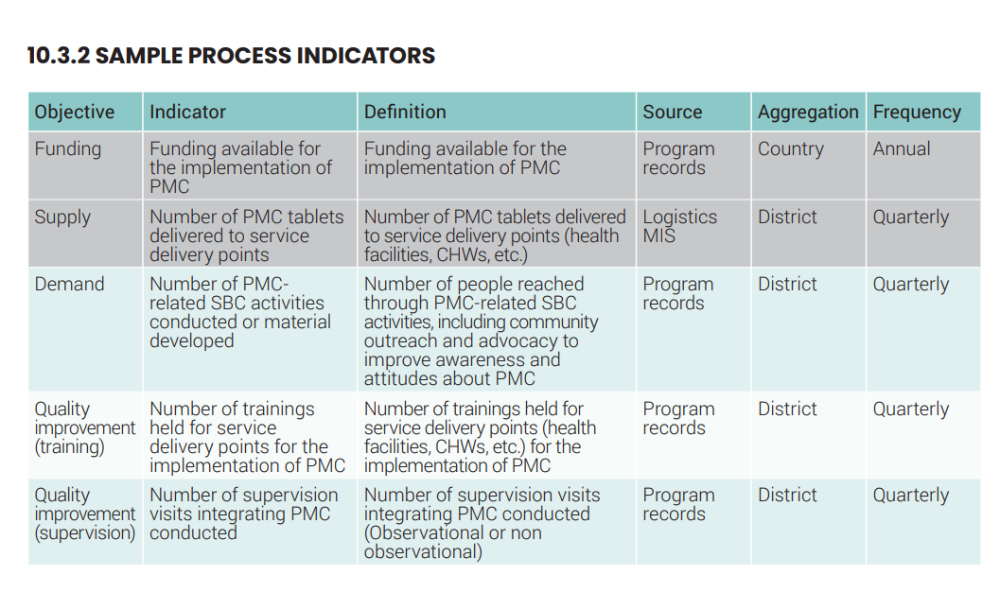 10.3.2 SAMPLE PROCESS INDICATORS
Objective Indicator Definition Source Aggregation Frequency
Funding Funding available for Funding available for the Program Country Annual
the implementation of implementation of PMC records
PMC
Supply Number of PMC tablets Number of PMC tablets delivered Logistics District Quarterly
delivered to service to service delivery points (health MIS
delivery points facilities, CHWs, etc.)
Demand Number of PMC- Number of people reached Program District Quarterly
related SBC activities through PMC-related SBC records
conducted or material activities, including community
developed outreach and advocacy to
improve awareness and
attitudes about PMC
Quality Number of trainings Number of trainings held for Program District Quarterly
improvement held for service service delivery points (health records
(training) delivery points for the facilities, CHWs, etc.) for the
implementation of PMC implementation of PMC
Quality Number of supervision Number of supervision visits Program District Quarterly
improvement visits integrating PMC integrating PMC conducted records
(supervision) conducted (Observational or non
observational)